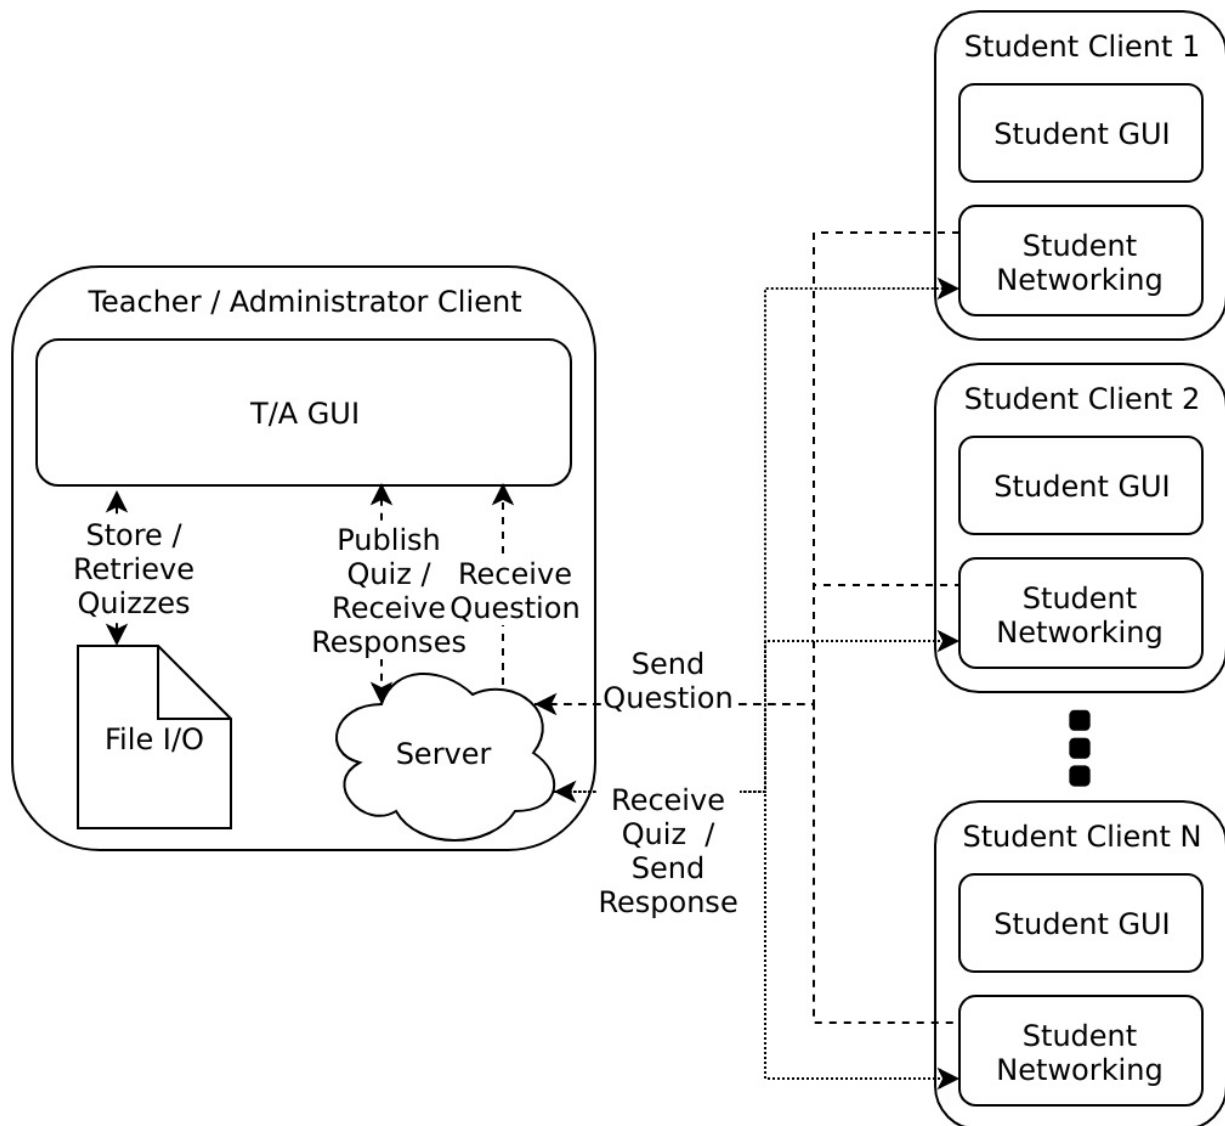 Teacher / Administrator Client
T/A GUI
Store /
Retrieve
Quizzes
Publish
Quiz /
Receive
Responses
Receive
Question
File I/O
Server
Send
Question
Receive
Quiz /
Send
Response
Student Client 1
Student GUI
Student
Networking
Student Client 2
Student GUI
Student
Networking
Student Client N
Student GUI
Student
Networking